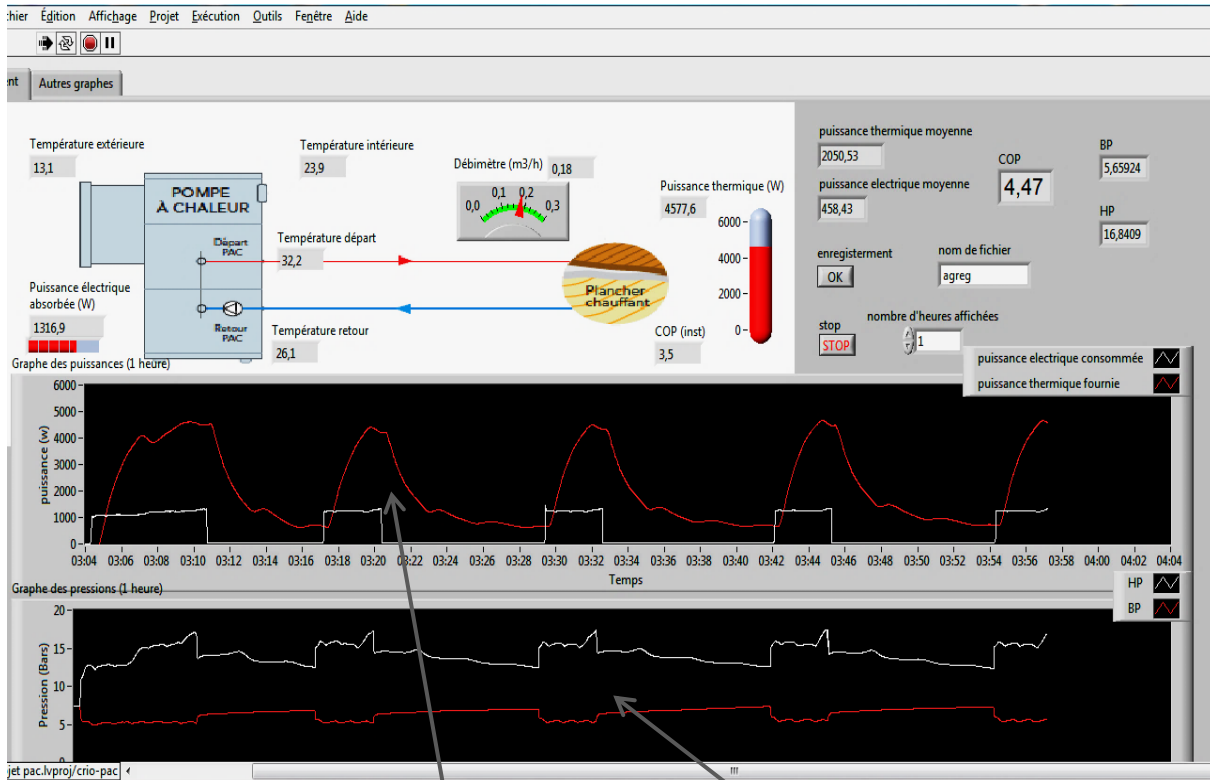 chier Édition Affichage Projet Exécution Outils Fenêtre Aide
ent Autres graphes
Température extérieure
13,1
Température intérieure
23,9
Débimètre (m3/h) 0,18
0,0 0,1 0,2 0,3
POMPE
À CHALEUR
Départ
PAC
Température départ
32,2
Puissance thermique (W)
4577,6
6000
4000
2000
0
Plancher
chauffant
Puissance électrique
absorbée (W)
1316,9
Retour
PAC
Température retour
26,1
COP (inst)
3,5
puissance thermique moyenne
2050,53
puissance electrique moyenne
458,43
COP
4,47
BP
5,65924
HP
16,8409
enregisterment
OK
nom de fichier
agreg
stop
STOP
nombre d'heures affichées
1
Graphe des puissances (1 heure)
puissance electrique consommée
puissance thermique fournie
puissance (w)
6000
5000
4000
3000
2000
1000
0
03:04 03:06 03:08 03:10 03:12 03:14 03:16 03:18 03:20 03:22 03:24 03:26 03:28 03:30 03:32 03:34 03:36 03:38 03:40 03:42 03:44 03:46 03:48 03:50 03:52 03:54 03:56 03:58 04:00 04:02 04:04
Temps
Graphe des pressions (1 heure)
HP
BP
Pression (Bars)
20
15
10
5
0
jet pac.lvproj/crio-pac